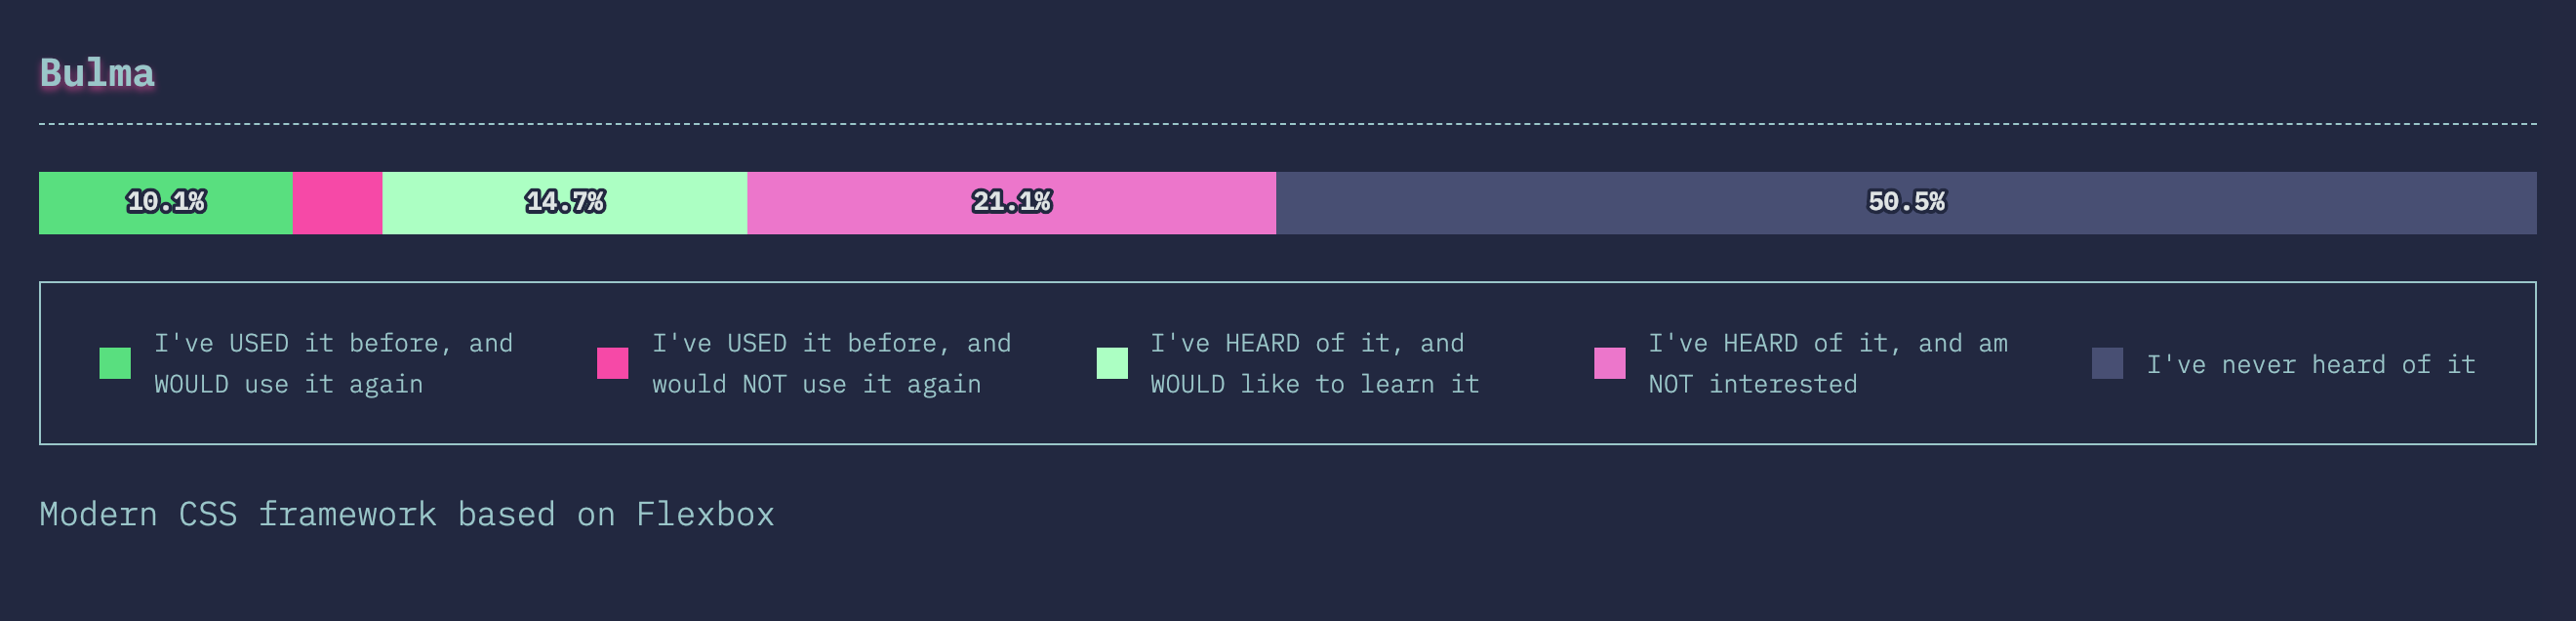 Bulma
10.1% 14.7% 21.1% 50.5%
I've USED it before, and
WOULD use it again
I've USED it before, and
would NOT use it again
I've HEARD of it, and
WOULD like to learn it
I've HEARD of it, and am
NOT interested
I've never heard of it
Modern CSS framework based on Flexbox